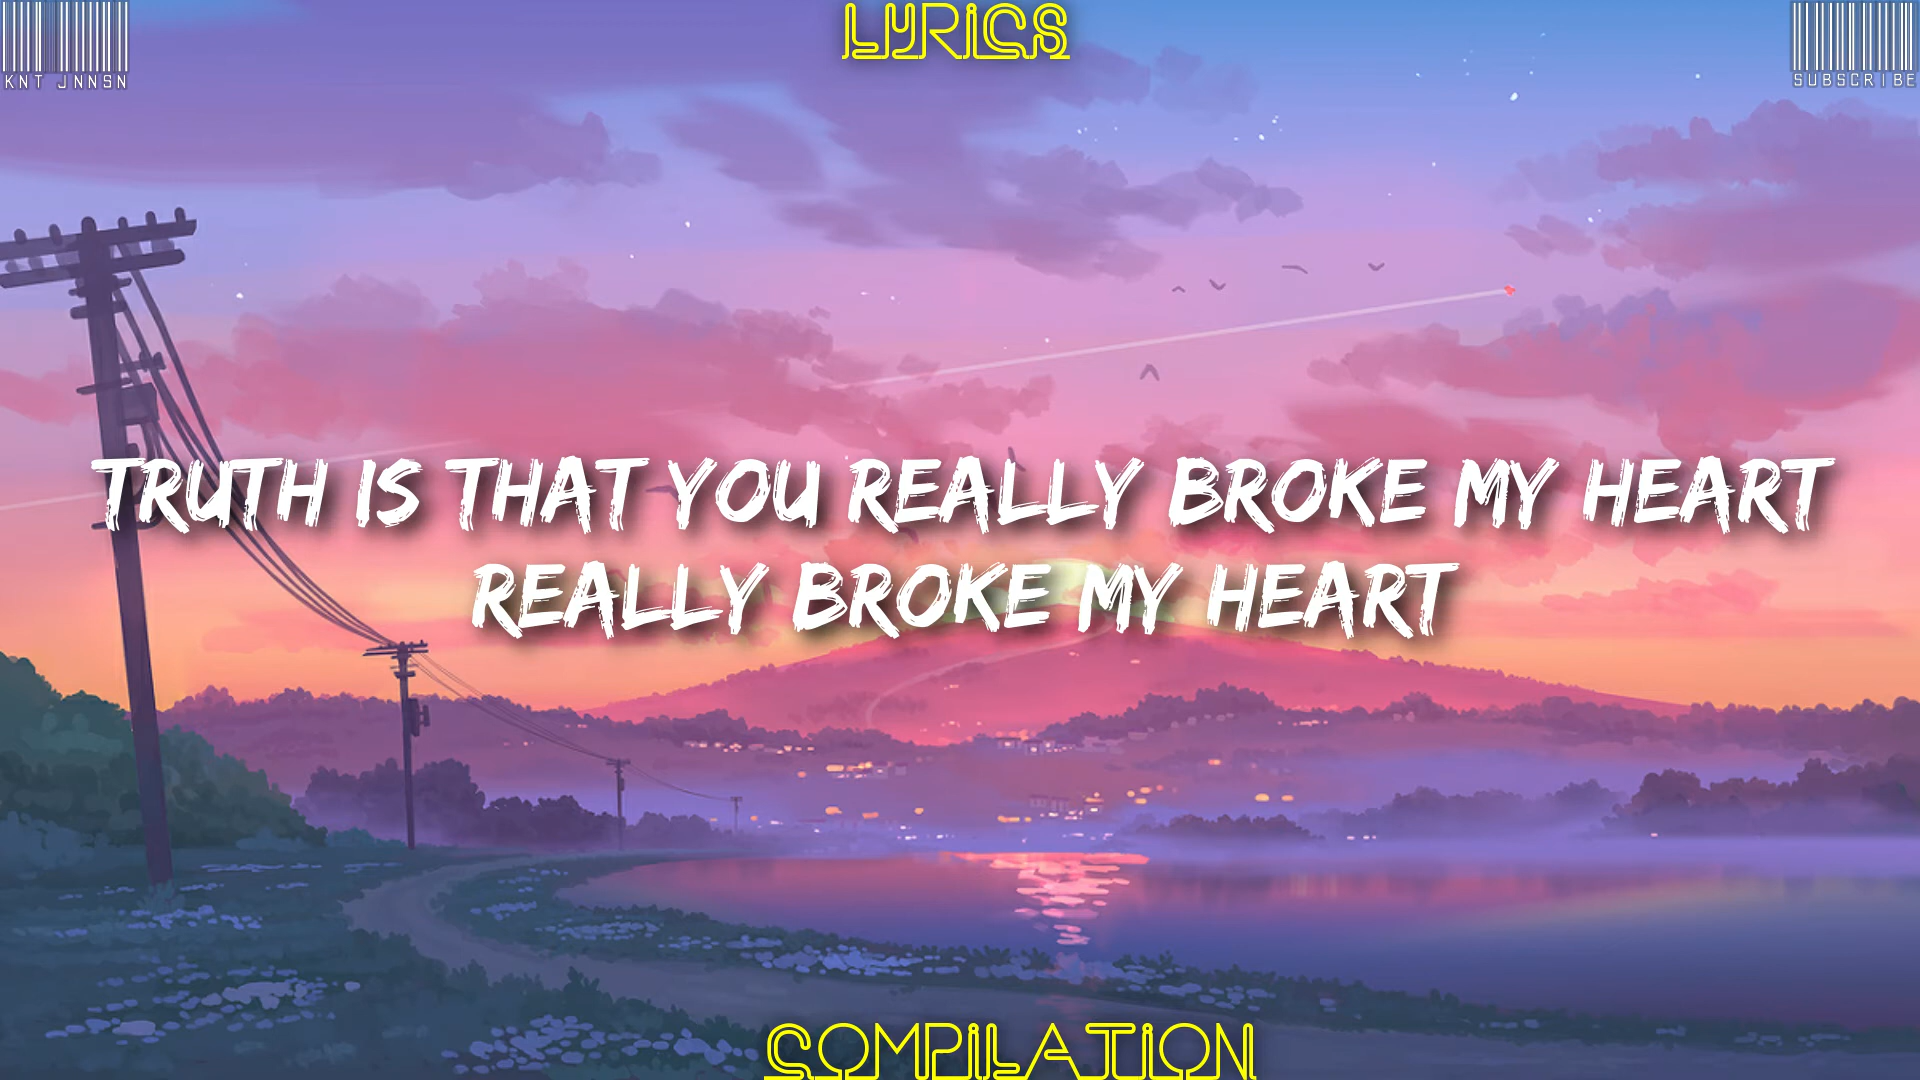 LYRICS
KNT JNNSN
SUBSCRIBE
TRUTH IS THAT YOU REALLY BROKE MY HEART
REALLY BROKE MY HEART
COMPILATION